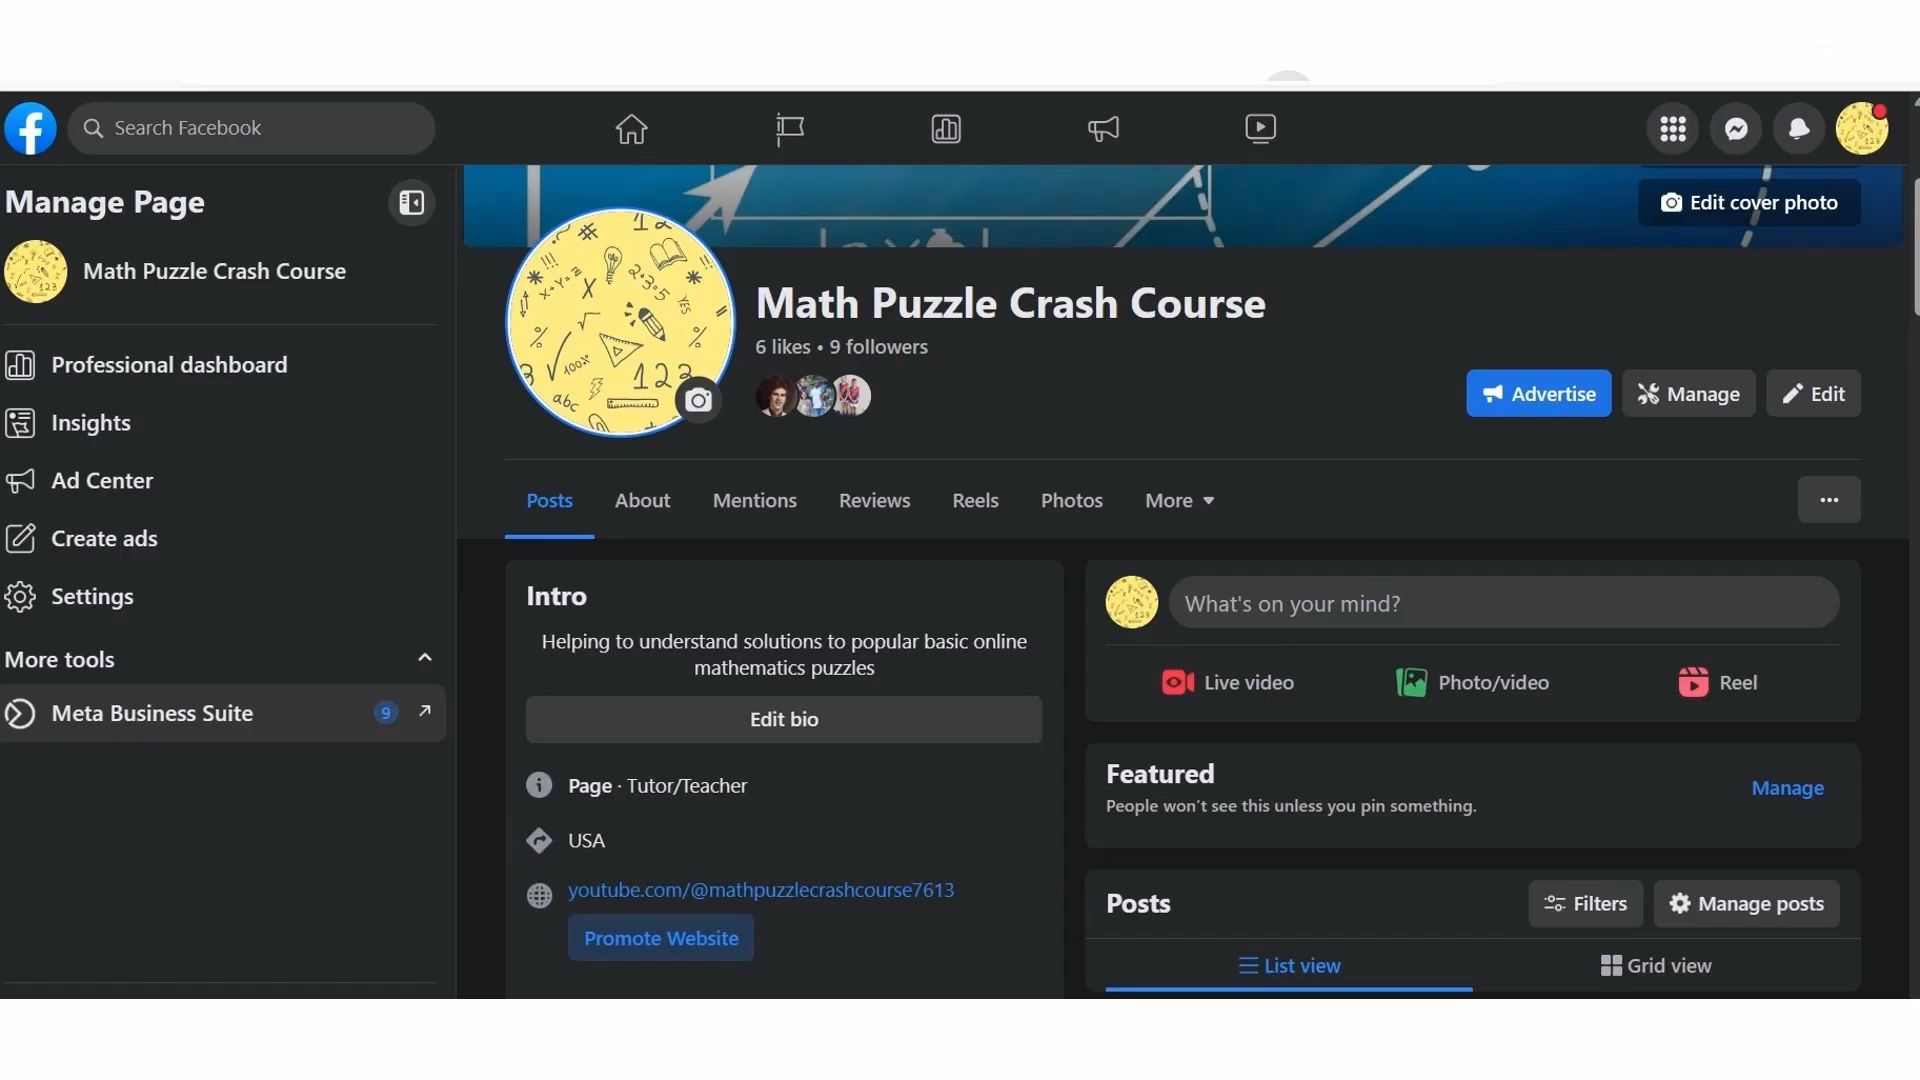 Search Facebook
Manage Page
Math Puzzle Crash Course
Professional dashboard
Insights
Ad Center
Create ads
Settings
More tools
Meta Business Suite 9
Edit cover photo
Math Puzzle Crash Course
6 likes • 9 followers
Advertise
Manage
Edit
Posts
About
Mentions
Reviews
Reels
Photos
More
Intro
Helping to understand solutions to popular basic online
mathematics puzzles
Edit bio
Page · Tutor/Teacher
USA
youtube.com/@mathpuzzlecrashcourse7613
Promote Website
What's on your mind?
Live video
Photo/video
Reel
Featured
People won't see this unless you pin something.
Manage
Posts
Filters
Manage posts
List view
Grid view